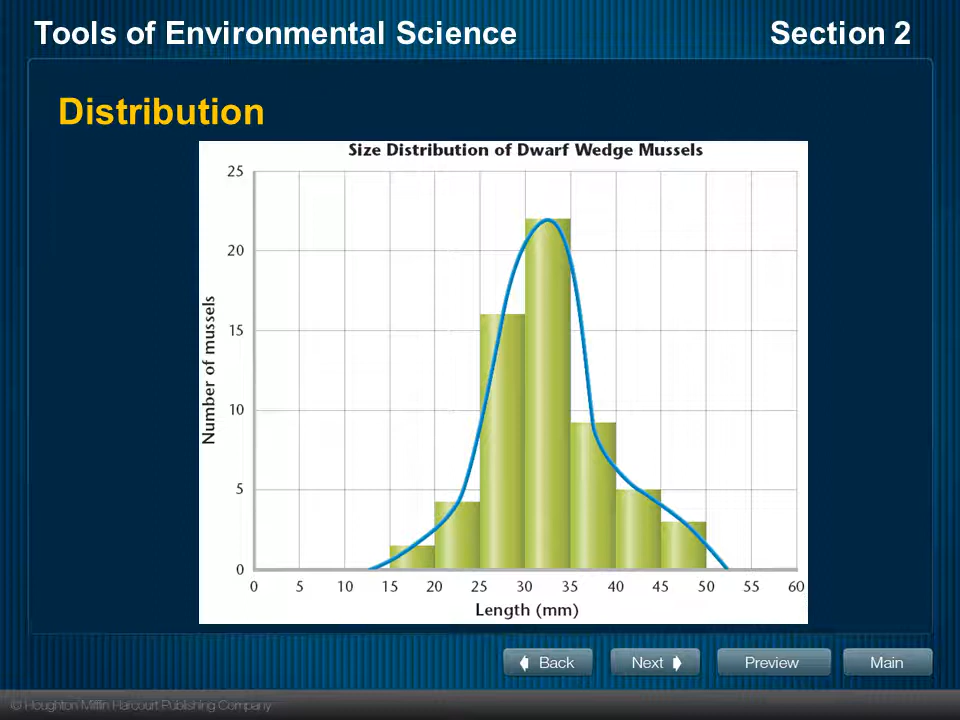 Tools of Environmental Science
Section 2
Distribution
Size Distribution of Dwarf Wedge Mussels
25
20
15
10
5
0
Number of mussels
0 5 10 15 20 25 30 35 40 45 50 55 60
Length (mm)
Back
Next
Preview
Main
© Houghton Mifflin Harcourt Publishing Company